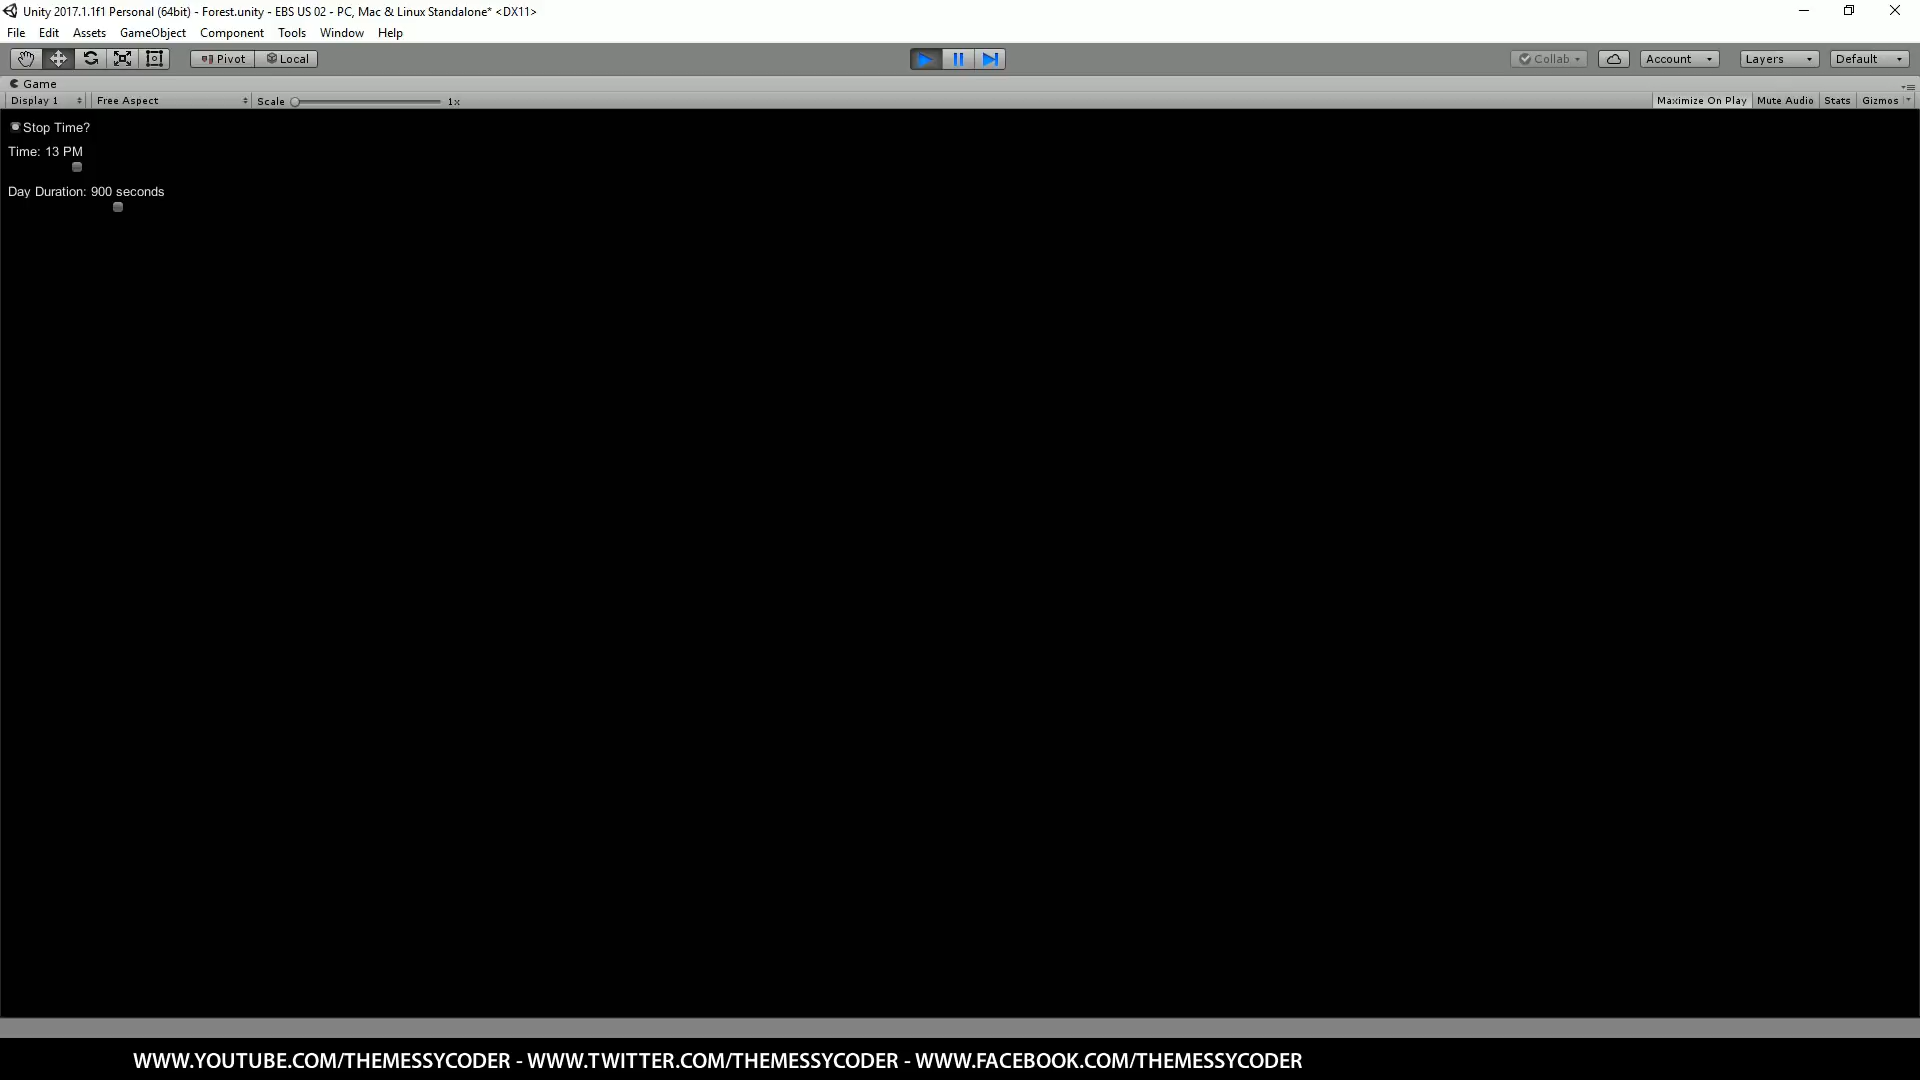 Unity 2017.1.1f1 Personal (64bit) - Forest.unity - EBS US 02 - PC, Mac & Linux Standalone* <DX11>
File Edit Assets GameObject Component Tools Window Help
Pivot Local Collab Account Layers Default
Game
Display 1 Free Aspect Scale 1x Maximize On Play Mute Audio Stats Gizmos
Stop Time?
Time: 13 PM
Day Duration: 900 seconds
WWW.YOUTUBE.COM/THEMESSYCODER - WWW.TWITTER.COM/THEMESSYCODER - WWW.FACEBOOK.COM/THEMESSYCODER